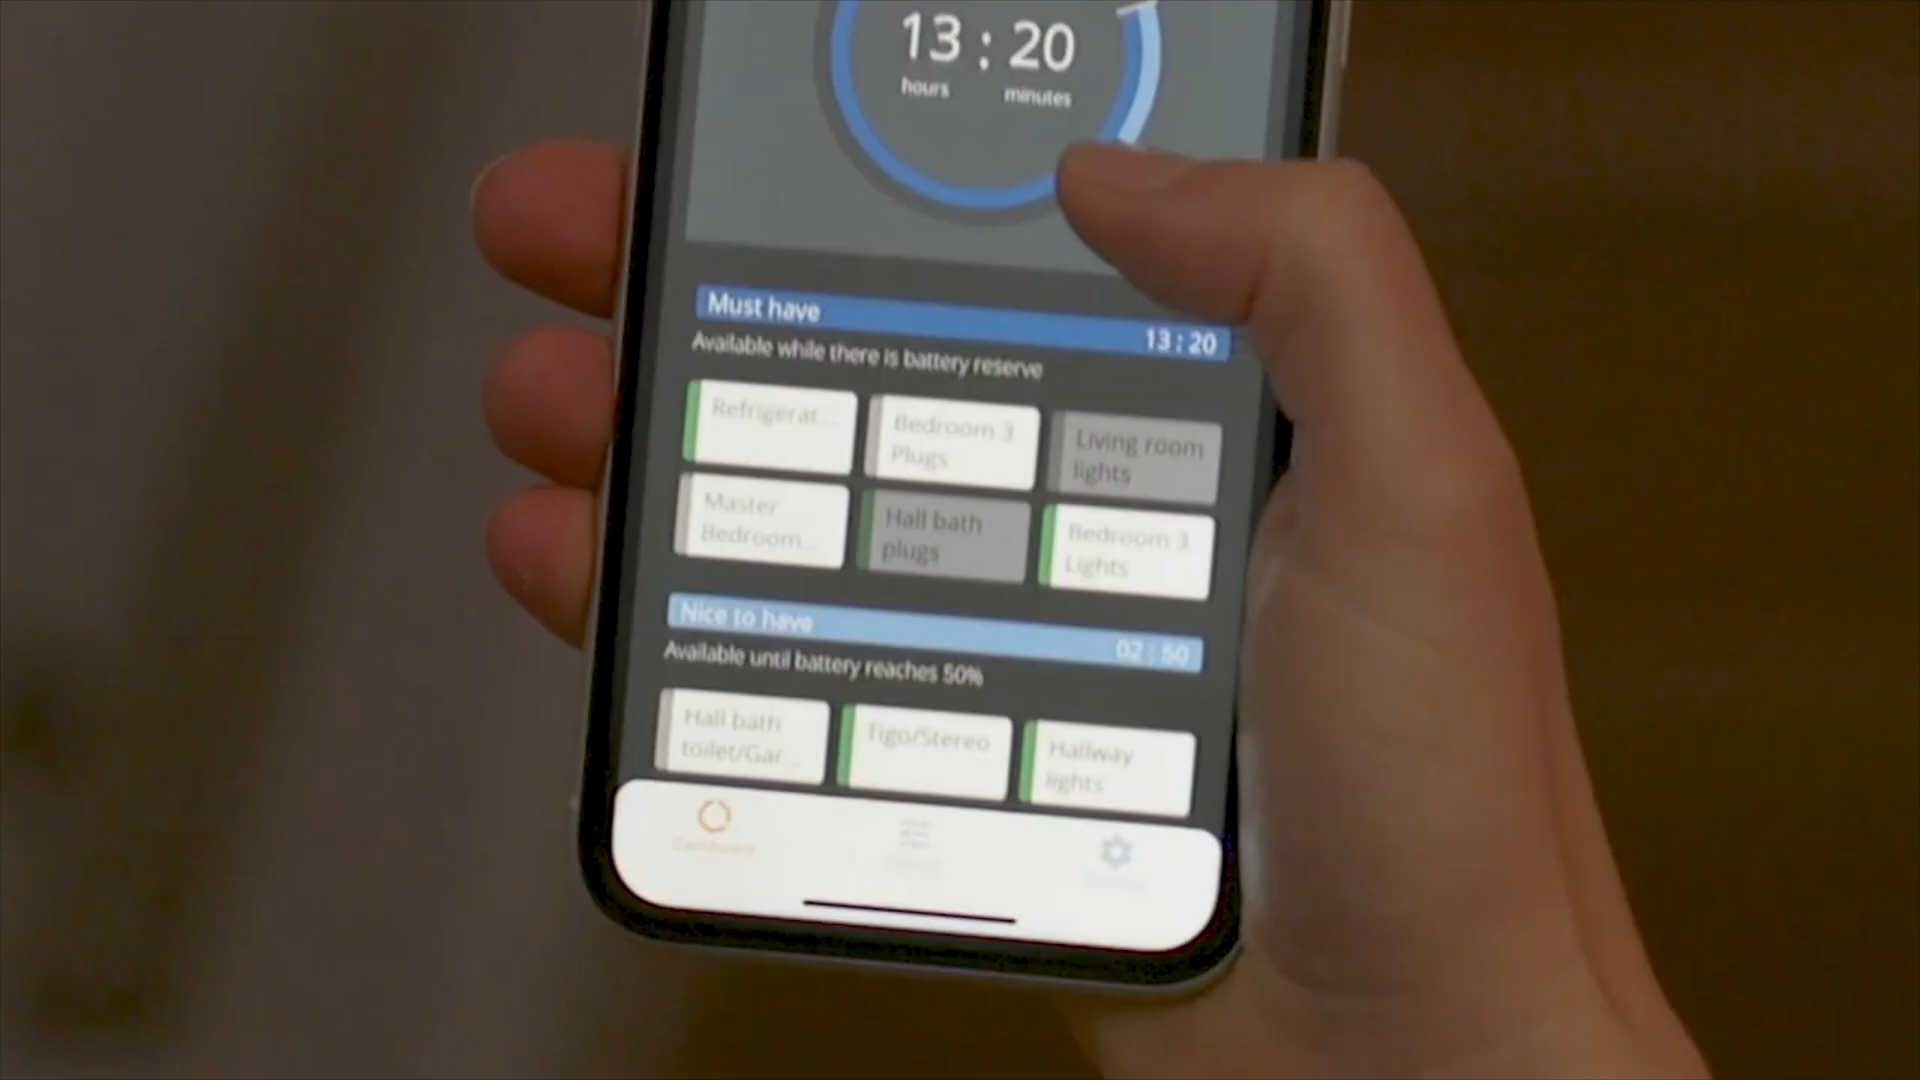 13 : 20
hours minutes
Must have 13 : 20
Available while there is battery reserve
Refrigerat...
Bedroom 3
Plugs
Living room
lights
Master
Bedroom...
Hall bath
plugs
Bedroom 3
Lights
Nice to have 02 : 50
Available until battery reaches 50%
Hall bath
toilet/Gar...
Tigo/Stereo
Hallway
lights
Dashboard